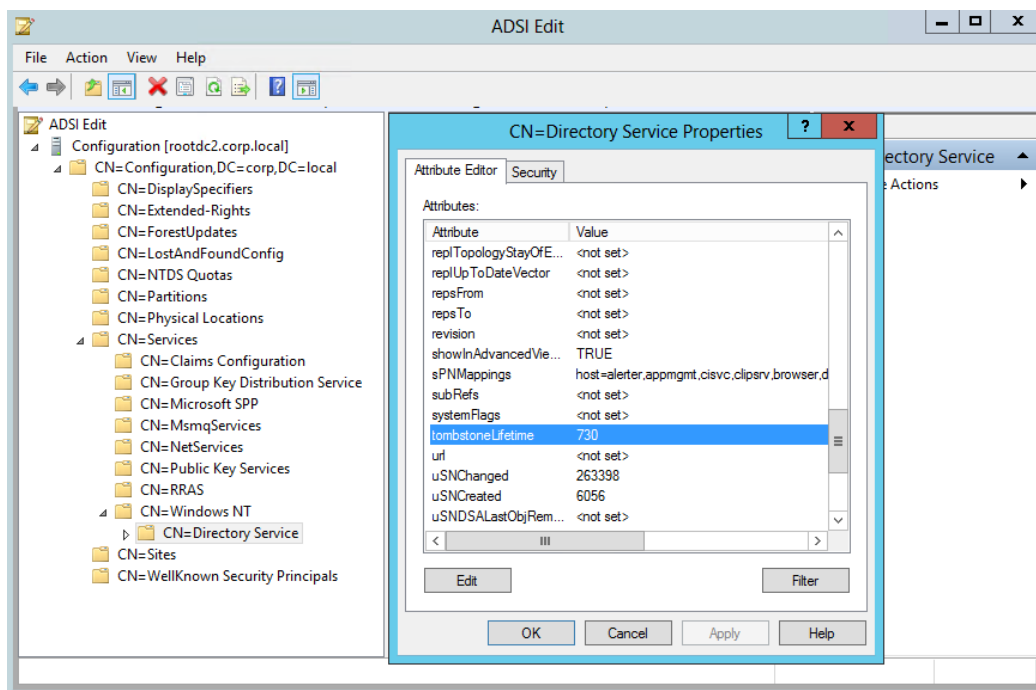 ADSI Edit
File Action View Help
ADSI Edit
Configuration [rootdc2.corp.local]
CN=Configuration,DC=corp,DC=local
CN=DisplaySpecifiers
CN=Extended-Rights
CN=ForestUpdates
CN=LostAndFoundConfig
CN=NTDS Quotas
CN=Partitions
CN=Physical Locations
CN=Services
CN=Claims Configuration
CN=Group Key Distribution Service
CN=Microsoft SPP
CN=MsmqServices
CN=NetServices
CN=Public Key Services
CN=RRAS
CN=Windows NT
CN=Directory Service
CN=Sites
CN=WellKnown Security Principals
CN=Directory Service Properties ? x
Attribute Editor Security
Attributes:
Attribute Value
replTopologyStayOfE... <not set>
replUpToDateVector <not set>
repsFrom <not set>
repsTo <not set>
revision <not set>
showInAdvancedVie... TRUE
sPNMappings host=alerter,appmgmt,cisvc,clipsrv,browser,d
subRefs <not set>
systemFlags <not set>
tombstoneLifetime 730
url <not set>
uSNChanged 263398
uSNCreated 6056
uSNDSALastObjRem... <not set>
Edit Filter
OK Cancel Apply Help
ectory Service
Actions